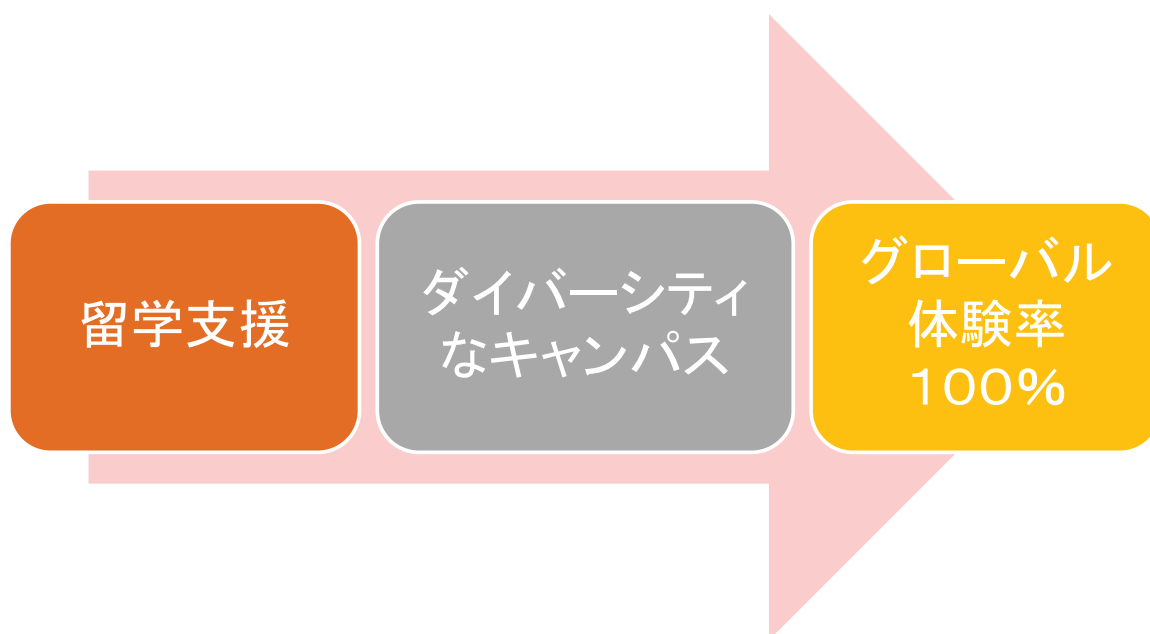 留学支援
ダイバーシティ
なキャンパス
グローバル
体験率
１００％